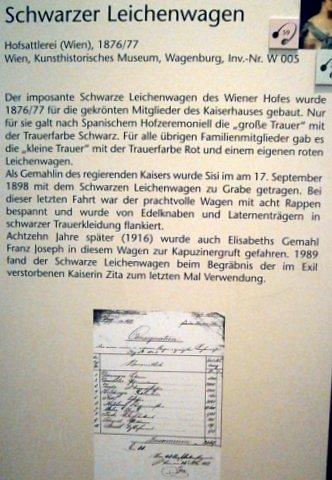 Schwarzer Leichenwagen
59
Hofsattlerei (Wien), 1876/77
Wien, Kunsthistorisches Museum, Wagenburg, Inv.-Nr. W 005
Der imposante Schwarze Leichenwagen des Wiener Hofes wurde
1876/77 für die gekrönten Mitglieder des Kaiserhauses gebaut. Nur
für sie galt nach Spanischem Hofzeremoniell die „große Trauer“ mit
der Trauerfarbe Schwarz. Für alle übrigen Familienmitglieder gab es
die „kleine Trauer“ mit der Trauerfarbe Rot und einem eigenen roten
Leichenwagen.
Als Gemahlin des regierenden Kaisers wurde Sisi im am 17. September
1898 mit dem Schwarzen Leichenwagen zu Grabe getragen. Bei
dieser letzten Fahrt war der prachtvolle Wagen mit acht Rappen
bespannt und wurde von Edelknaben und Laternenträgern in
schwarzer Trauerkleidung flankiert.
Achtzehn Jahre später (1916) wurde auch Elisabeths Gemahl
Franz Joseph in diesem Wagen zur Kapuzinergruft gefahren. 1989
fand der Schwarze Leichenwagen beim Begräbnis der im Exil
verstorbenen Kaiserin Zita zum letzten Mal Verwendung.